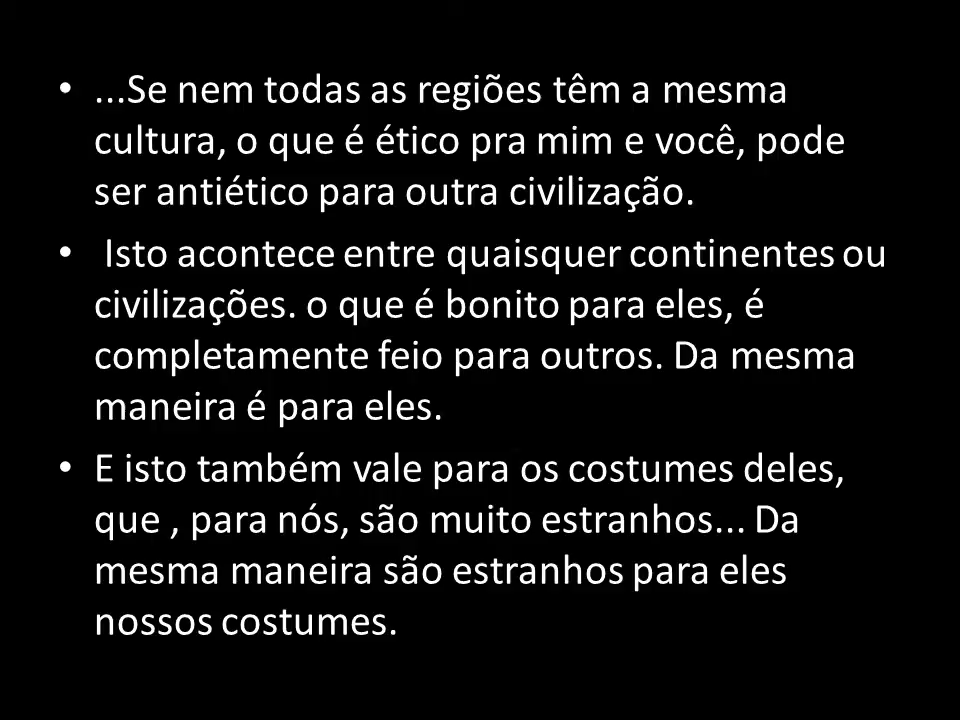 • ...Se nem todas as regiões têm a mesma
cultura, o que é ético pra mim e você, pode
ser antiético para outra civilização.
• Isto acontece entre quaisquer continentes ou
civilizações. o que é bonito para eles, é
completamente feio para outros. Da mesma
maneira é para eles.
• E isto também vale para os costumes deles,
que , para nós, são muito estranhos... Da
mesma maneira são estranhos para eles
nossos costumes.